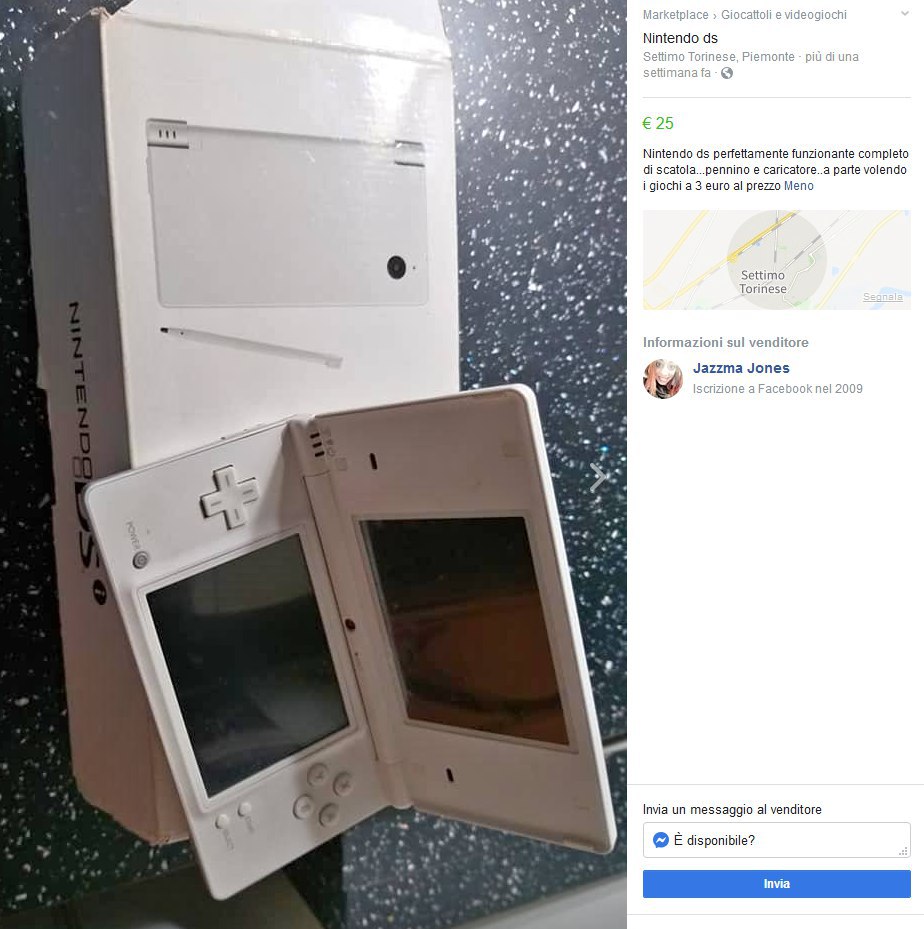 Marketplace › Giocattoli e videogiochi
Nintendo ds
Settimo Torinese, Piemonte · più di una
settimana fa ·
€ 25
Nintendo ds perfettamente funzionante completo
di scatola...pennino e caricatore..a parte volendo
i giochi a 3 euro al prezzo Meno
Settimo
Torinese
Segnala
Informazioni sul venditore
Jazzma Jones
Iscrizione a Facebook nel 2009
Invia un messaggio al venditore
È disponibile?
Invia
NINTENDO DSi
POWER